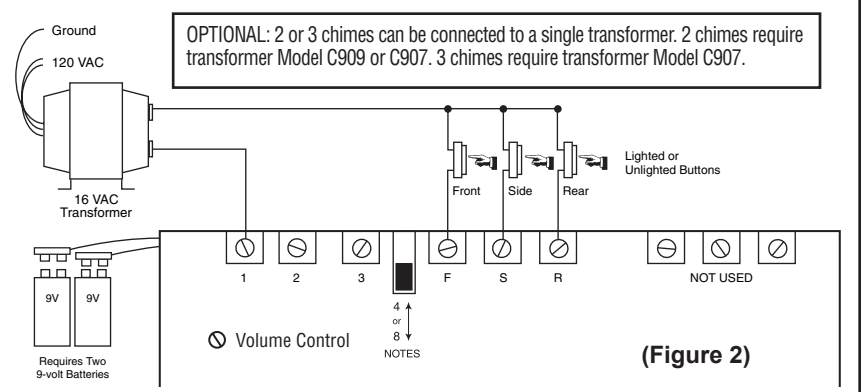 Ground
120 VAC
OPTIONAL: 2 or 3 chimes can be connected to a single transformer. 2 chimes require
transformer Model C909 or C907. 3 chimes require transformer Model C907.
16 VAC
Transformer
Front
Side
Rear
Lighted or
Unlighted Buttons
1
2
3
F
S
R
NOT USED
9V
9V
4
or
8
NOTES
Volume Control
Requires Two
9-volt Batteries
(Figure 2)